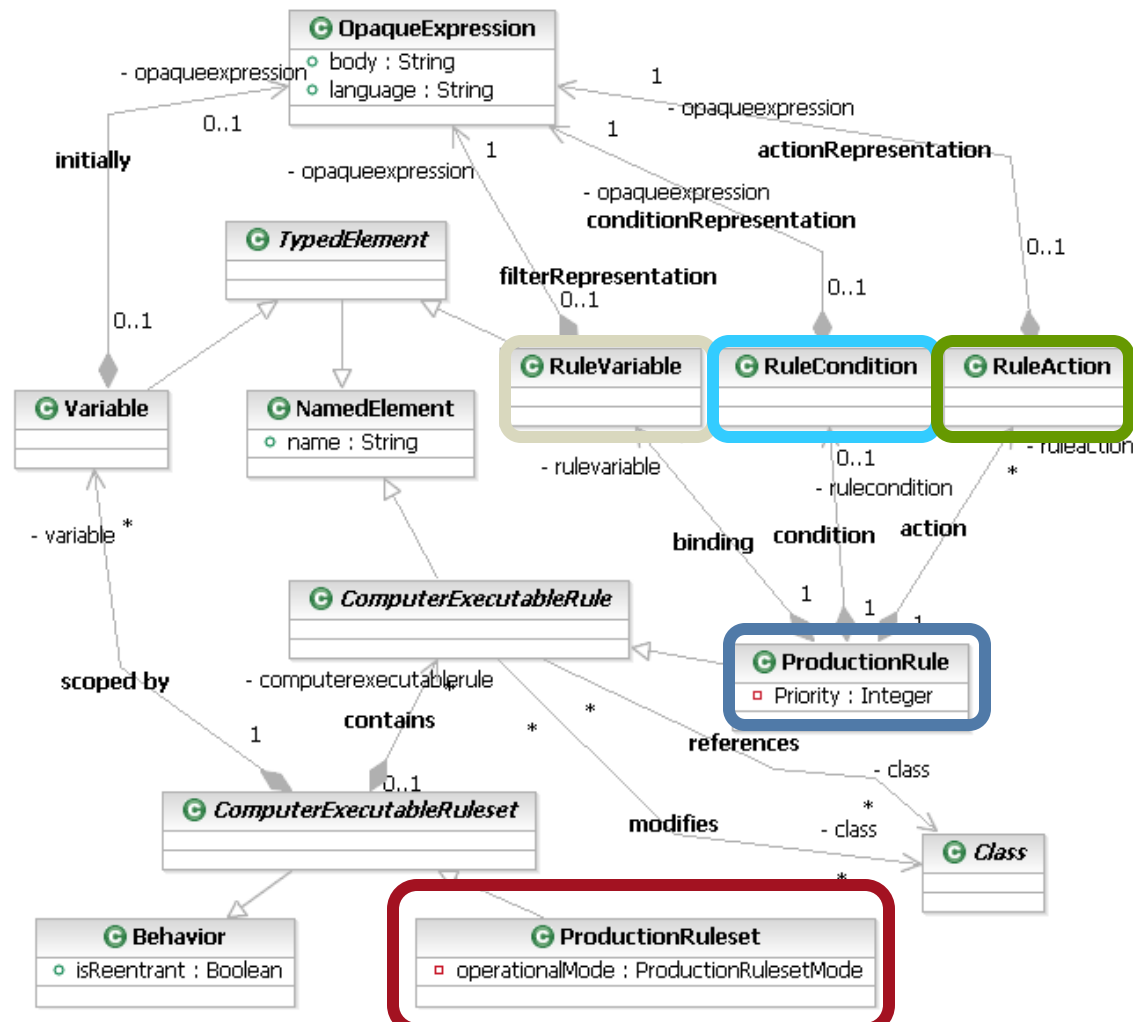 OpaqueExpression
body : String
language : String
- opaqueexpression
0..1
initially
1
- opaqueexpression
1
- opaqueexpression
actionRepresentation
1
- opaqueexpression
conditionRepresentation
TypedElement
filterRepresentation
0..1
0..1
0..1
0..1
RuleVariable
RuleCondition
RuleAction
Variable
NamedElement
name : String
- rulevariable
0..1
- rulecondition
- ruleaction
*
- variable
*
binding
condition
action
ComputerExecutableRule
1
1
1
ProductionRule
Priority : Integer
scoped by
- computerexecutablerule
*
contains
1
0..1
*
*
references
- class
*
modifies
- class
*
Class
ComputerExecutableRuleset
Behavior
isReentrant : Boolean
ProductionRuleset
operationalMode : ProductionRulesetMode